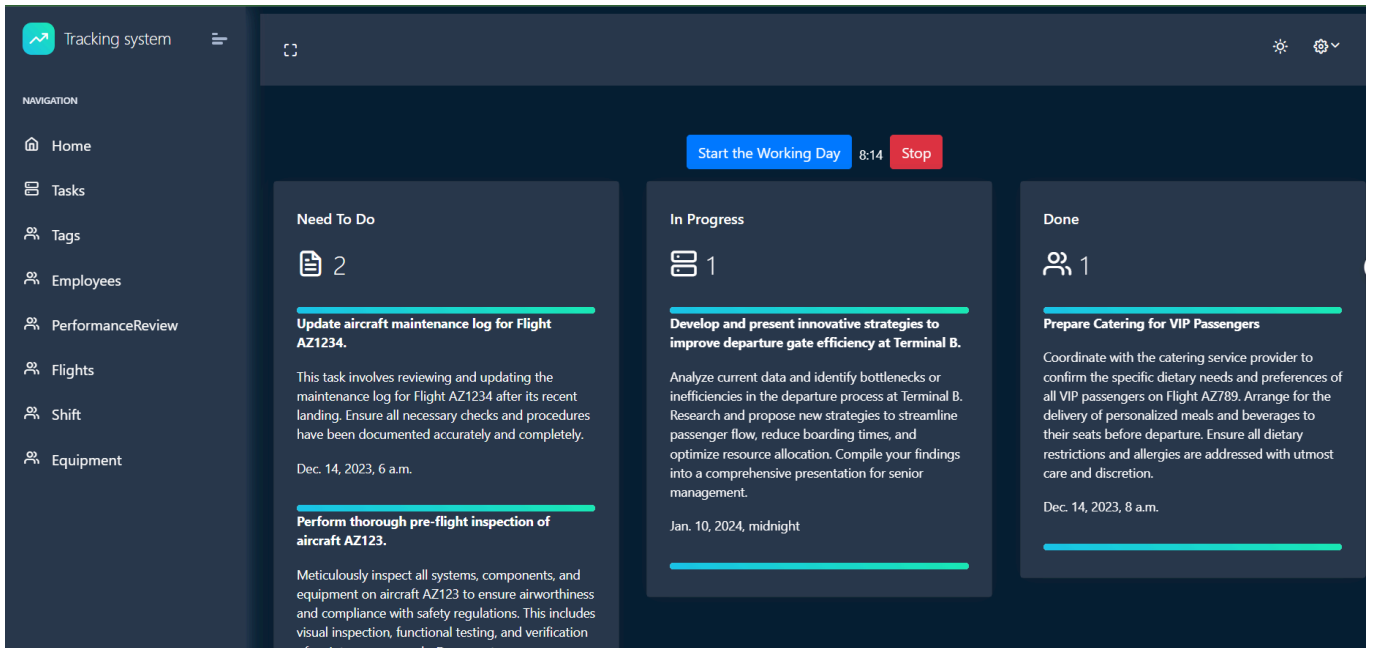 Tracking system
NAVIGATION
Home
Tasks
Tags
Employees
PerformanceReview
Flights
Shift
Equipment
Start the Working Day 8:14 Stop
Need To Do
2
Update aircraft maintenance log for Flight
AZ1234.
This task involves reviewing and updating the
maintenance log for Flight AZ1234 after its recent
landing. Ensure all necessary checks and procedures
have been documented accurately and completely.
Dec. 14, 2023, 6 a.m.
Perform thorough pre-flight inspection of
aircraft AZ123.
Meticulously inspect all systems, components, and
equipment on aircraft AZ123 to ensure airworthiness
and compliance with safety regulations. This includes
visual inspection, functional testing, and verification
In Progress
1
Develop and present innovative strategies to
improve departure gate efficiency at Terminal B.
Analyze current data and identify bottlenecks or
inefficiencies in the departure process at Terminal B.
Research and propose new strategies to streamline
passenger flow, reduce boarding times, and
optimize resource allocation. Compile your findings
into a comprehensive presentation for senior
management.
Jan. 10, 2024, midnight
Done
1
Prepare Catering for VIP Passengers
Coordinate with the catering service provider to
confirm the specific dietary needs and preferences of
all VIP passengers on Flight AZ789. Arrange for the
delivery of personalized meals and beverages to
their seats before departure. Ensure all dietary
restrictions and allergies are addressed with utmost
care and discretion.
Dec. 14, 2023, 8 a.m.